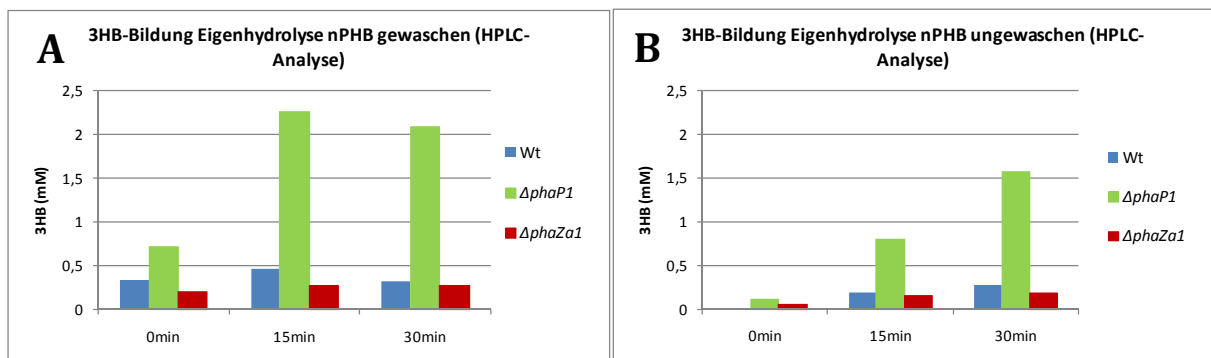 A
3HB-Bildung Eigenhydrolyse nPHB gewaschen (HPLC-
Analyse)
2,5
2
1,5
1
0,5
0
3HB (mM)
0min
15min
30min
Wt
ΔphaP1
ΔphaZa1
B
3HB-Bildung Eigenhydrolyse nPHB ungewaschen (HPLC-
Analyse)
2,5
2
1,5
1
0,5
0
3HB (mM)
0min
15min
30min
Wt
ΔphaP1
ΔphaZa1